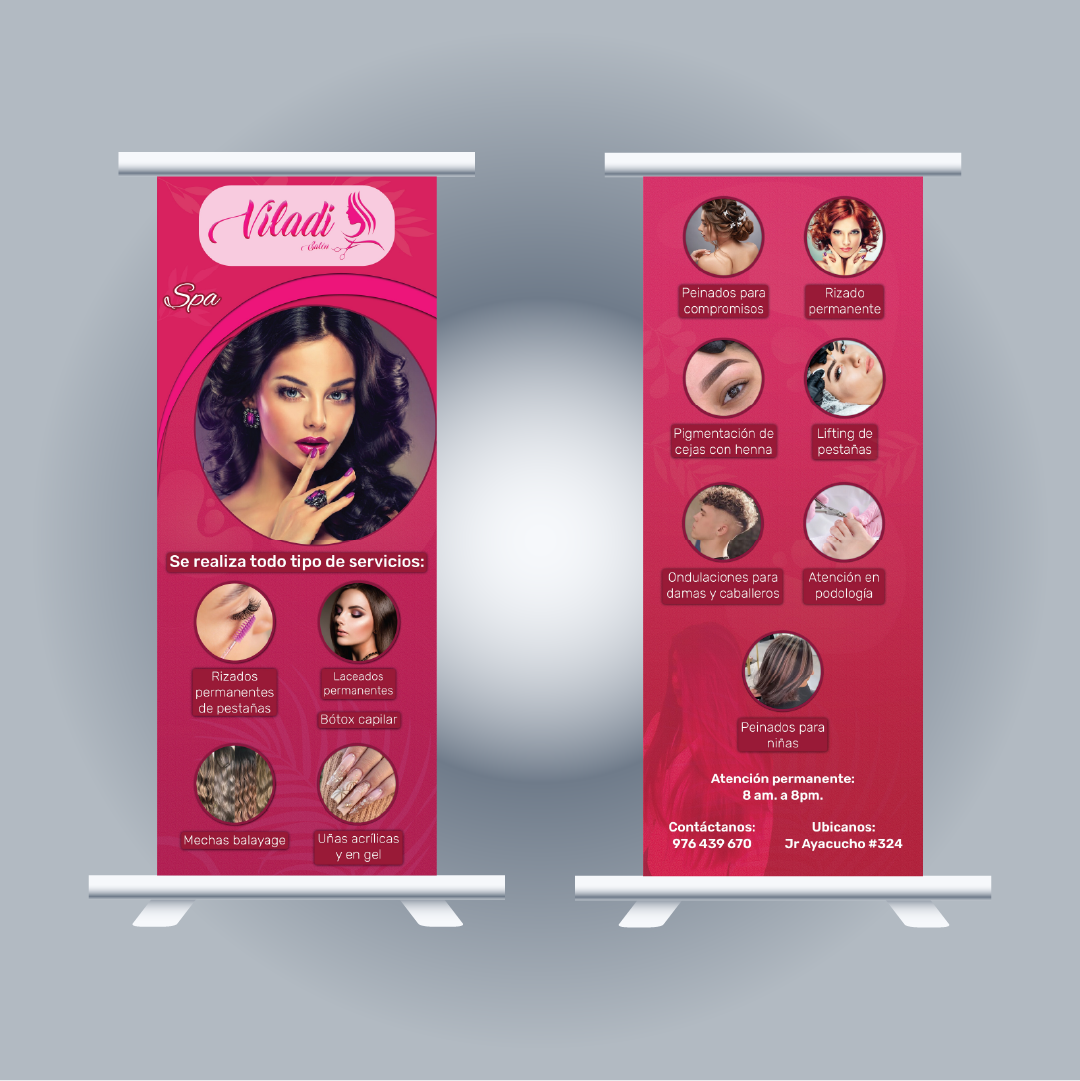 Viladi
Salón
Spa
Se realiza todo tipo de servicios:
Rizados
permanentes
de pestañas
Laceados
permanentes
Bótox capilar
Mechas balayage
Uñas acrílicas
y en gel
Peinados para
compromisos
Rizado
permanente
Pigmentación de
cejas con henna
Lifting de
pestañas
Ondulaciones para
damas y caballeros
Atención en
podología
Peinados para
niñas
Atención permanente:
8 am. a 8pm.
Contáctanos:
976 439 670
Ubicanos:
Jr Ayacucho #324